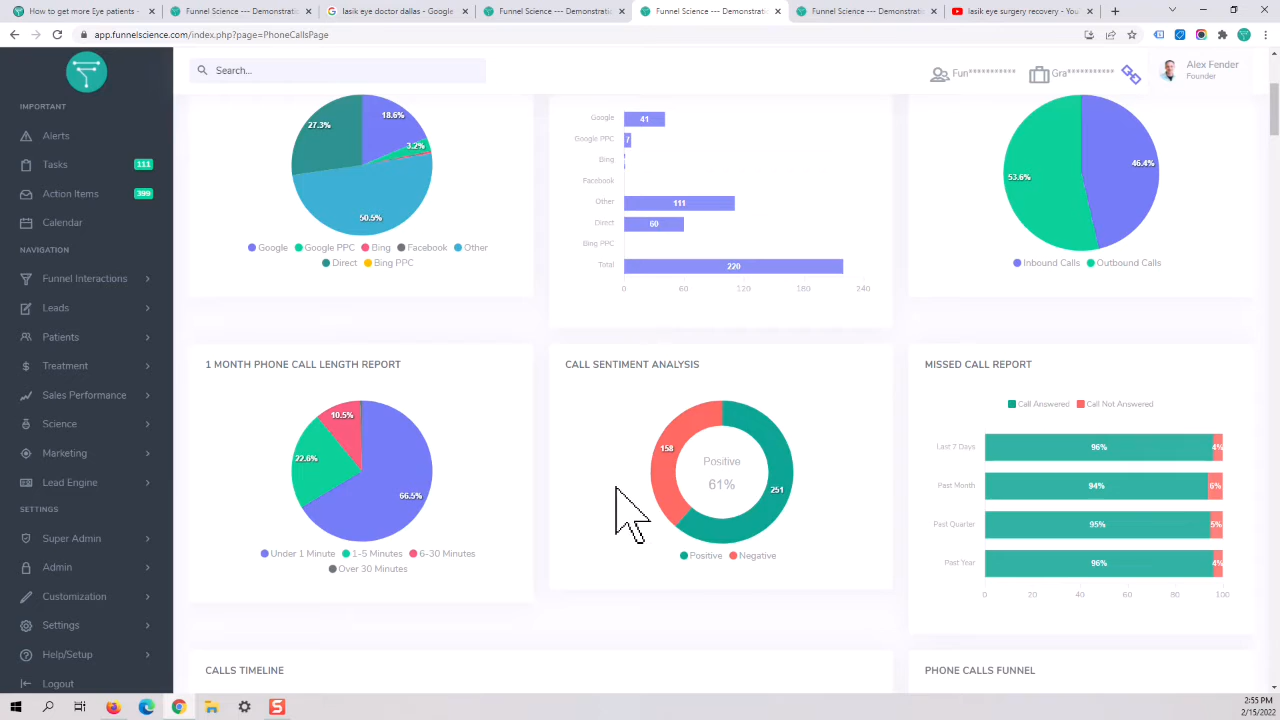 How to get more Eye patients -
Funnel Science -- Demonstrati
lasik eye doctor dallas - Google
Funnel Science -- Demonstrati
Funnel Science -- Demonstrati
Funnel Science -- Demonstrati
lasik eye surgery recovery - You
app.funnelscience.com/index.php?page=PhoneCallsPage
Search...
Fun***********
Gra***********
Alex Fender
Founder
IMPORTANT
Alerts
Tasks 111
Action Items 399
Calendar
NAVIGATION
Funnel Interactions
Leads
Patients
Treatment
Sales Performance
Science
Marketing
Lead Engine
SETTINGS
Super Admin
Admin
Customization
Settings
Help/Setup
Logout
27.3%
18.6%
3.2%
50.5%
Google Google PPC Bing Facebook Other
Direct Bing PPC
Google 41
Google PPC 7
Bing
Facebook
Other 111
Direct 60
Bing PPC
Total 220
0 60 120 180 240
53.6%
46.4%
Inbound Calls Outbound Calls
1 MONTH PHONE CALL LENGTH REPORT
10.5%
22.6%
66.5%
Under 1 Minute 1-5 Minutes 6-30 Minutes
Over 30 Minutes
CALL SENTIMENT ANALYSIS
158
Positive
61%
251
Positive Negative
MISSED CALL REPORT
Call Answered Call Not Answered
Last 7 Days 96% 4%
Past Month 94% 6%
Past Quarter 95% 5%
Past Year 96% 4%
0 20 40 60 80 100
CALLS TIMELINE
PHONE CALLS FUNNEL
2:55 PM
2/15/2022